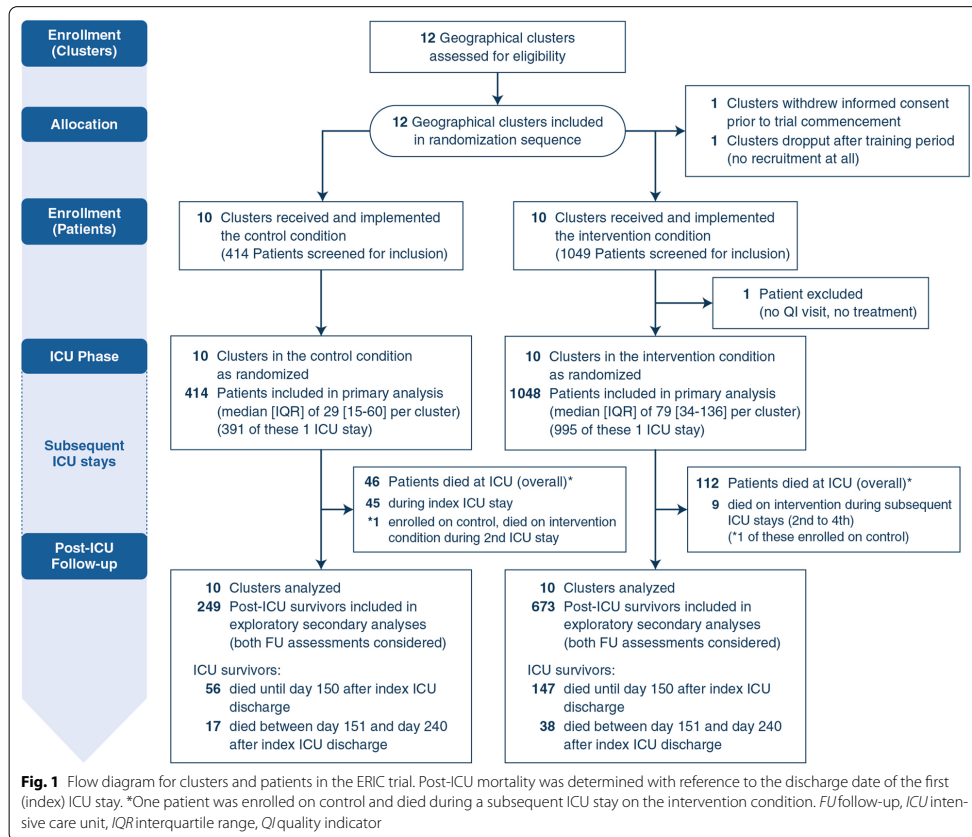 Enrollment
(Clusters)
12 Geographical clusters
assessed for eligibility
Allocation
12 Geographical clusters included
in randomization sequence
1 Clusters withdrew informed consent
prior to trial commencement
1 Clusters dropput after training period
(no recruitment at all)
Enrollment
(Patients)
10 Clusters received and implemented
the control condition
(414 Patients screened for inclusion)
10 Clusters received and implemented
the intervention condition
(1049 Patients screened for inclusion)
1 Patient excluded
(no QI visit, no treatment)
ICU Phase
10 Clusters in the control condition
as randomized
414 Patients included in primary analysis
(median [IQR] of 29 [15-60] per cluster)
(391 of these 1 ICU stay)
10 Clusters in the intervention condition
as randomized
1048 Patients included in primary analysis
(median [IQR] of 79 [34-136] per cluster)
(995 of these 1 ICU stay)
Subsequent
ICU stays
46 Patients died at ICU (overall)*
45 during index ICU stay
*1 enrolled on control, died on intervention
condition during 2nd ICU stay
112 Patients died at ICU (overall)*
9 died on intervention during subsequent
ICU stays (2nd to 4th)
(*1 of these enrolled on control)
Post-ICU
Follow-up
10 Clusters analyzed
249 Post-ICU survivors included in
exploratory secondary analyses
(both FU assessments considered)
ICU survivors:
56 died until day 150 after index ICU
discharge
17 died between day 151 and day 240
after index ICU discharge
10 Clusters analyzed
673 Post-ICU survivors included in
exploratory secondary analyses
(both FU assessments considered)
ICU survivors:
147 died until day 150 after index ICU
discharge
38 died between day 151 and day 240
after index ICU discharge
Fig. 1 Flow diagram for clusters and patients in the ERIC trial. Post-ICU mortality was determined with reference to the discharge date of the first
(index) ICU stay. *One patient was enrolled on control and died during a subsequent ICU stay on the intervention condition. FU follow-up, ICU inten-
sive care unit, IQR interquartile range, QI quality indicator